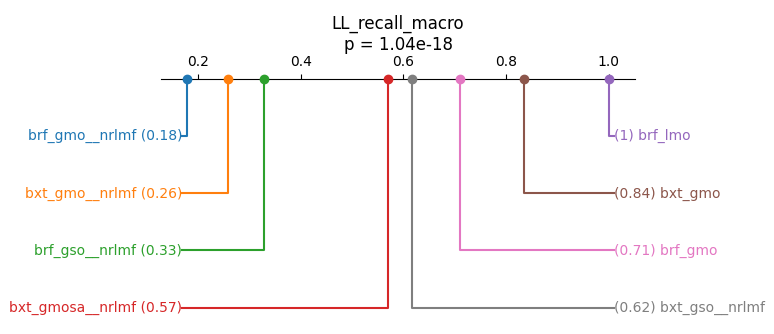 LL_recall_macro
p = 1.04e-18
0.2 0.4 0.6 0.8 1.0
brf_gmo__nrlmf (0.18) (1) brf_lmo
bxt_gmo__nrlmf (0.26) (0.84) bxt_gmo
brf_gso__nrlmf (0.33) (0.71) brf_gmo
bxt_gmosa__nrlmf (0.57) (0.62) bxt_gso__nrlmf